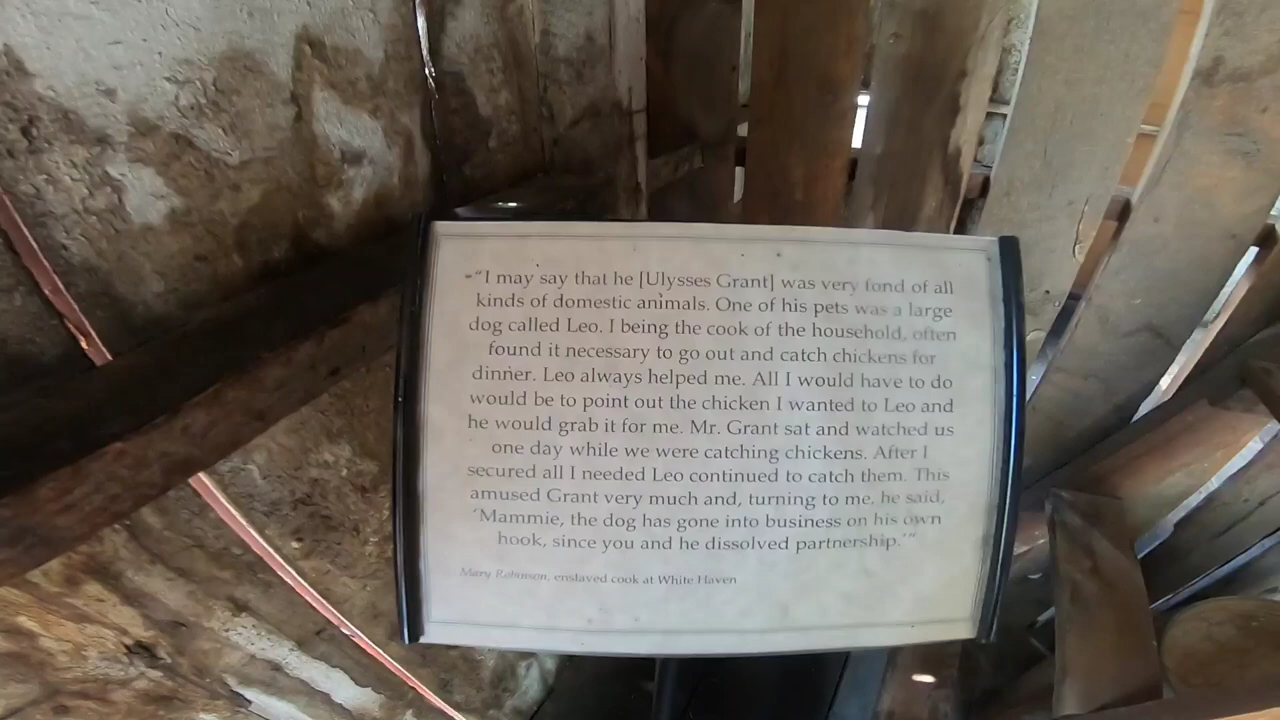 “I may say that he [Ulysses Grant] was very fond of all
kinds of domestic animals. One of his pets was a large
dog called Leo. I being the cook of the household, often
found it necessary to go out and catch chickens for
dinner. Leo always helped me. All I would have to do
would be to point out the chicken I wanted to Leo and
he would grab it for me. Mr. Grant sat and watched us
one day while we were catching chickens. After I
secured all I needed Leo continued to catch them. This
amused Grant very much and, turning to me, he said,
‘Mammie, the dog has gone into business on his own
hook, since you and he dissolved partnership.’”
Mary Robinson, enslaved cook at White Haven